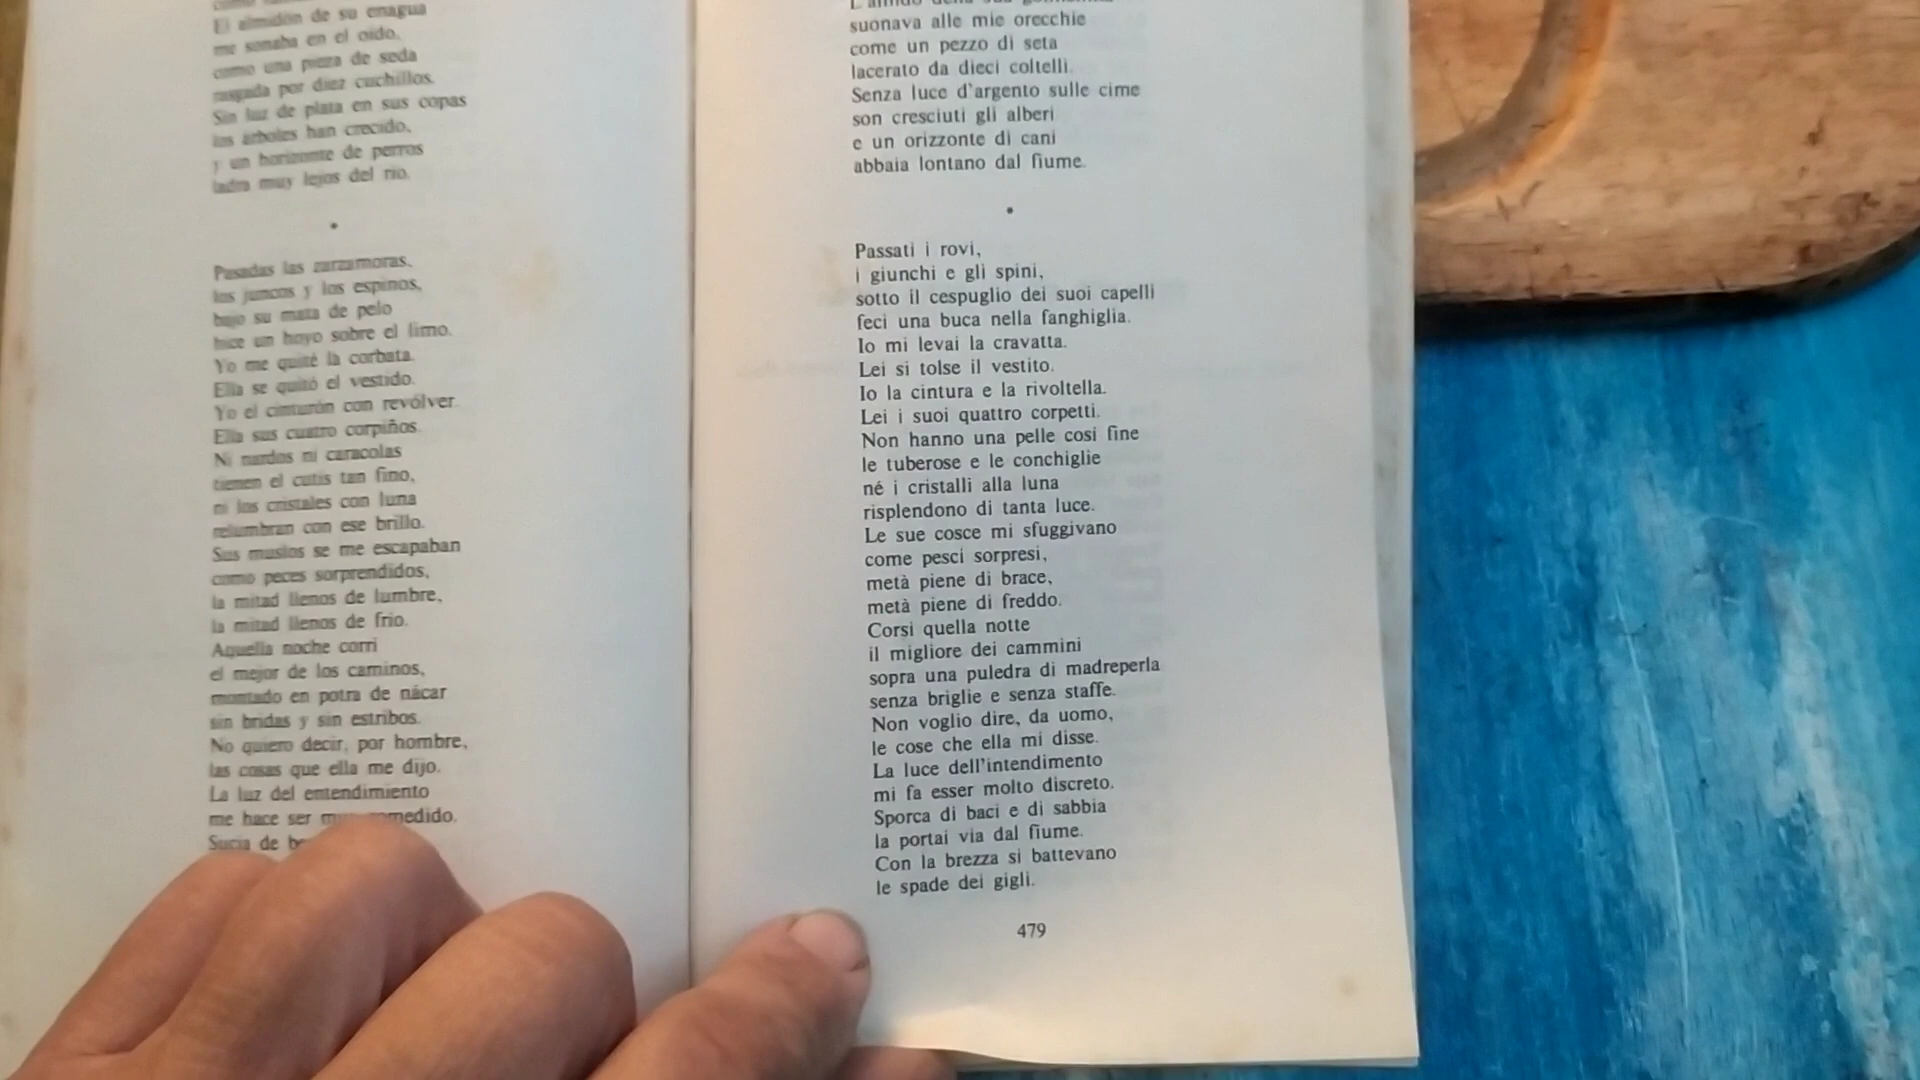 El almidón de su enagua
me sonaba en el oído,
como una pieza de seda
rasgada por diez cuchillos.
Sin luz de plata en sus copas
los árboles han crecido,
y un horizonte de perros
ladra muy lejos del río.
•
Pasadas las zarzamoras,
los juncos y los espinos,
bajo su mata de pelo
hice un hoyo sobre el limo.
Yo me quité la corbata.
Ella se quitó el vestido.
Yo el cinturón con revólver.
Ella sus cuatro corpiños.
Ni nardos ni caracolas
tienen el cutis tan fino,
ni los cristales con luna
relumbran con ese brillo.
Sus muslos se me escapaban
como peces sorprendidos,
la mitad llenos de lumbre,
la mitad llenos de frío.
Aquella noche corrí
el mejor de los caminos,
montado en potra de nácar
sin bridas y sin estribos.
No quiero decir, por hombre,
las cosas que ella me dijo.
La luz del entendimiento
me hace ser
Sucia de
suonava alle mie orecchie
come un pezzo di seta
lacerato da dieci coltelli.
Senza luce d'argento sulle cime
son cresciuti gli alberi
e un orizzonte di cani
abbaia lontano dal fiume.
•
Passati i rovi,
i giunchi e gli spini,
sotto il cespuglio dei suoi capelli
feci una buca nella fanghiglia.
Io mi levai la cravatta.
Lei si tolse il vestito.
Io la cintura e la rivoltella.
Lei i suoi quattro corpetti.
Non hanno una pelle così fine
le tuberose e le conchiglie
né i cristalli alla luna
risplendono di tanta luce.
Le sue cosce mi sfuggivano
come pesci sorpresi,
metà piene di brace,
metà piene di freddo.
Corsi quella notte
il migliore dei cammini
sopra una puledra di madreperla
senza briglie e senza staffe.
Non voglio dire, da uomo,
le cose che ella mi disse.
La luce dell'intendimento
mi fa esser molto discreto.
Sporca di baci e di sabbia
la portai via dal fiume.
Con la brezza si battevano
le spade dei gigli.
479